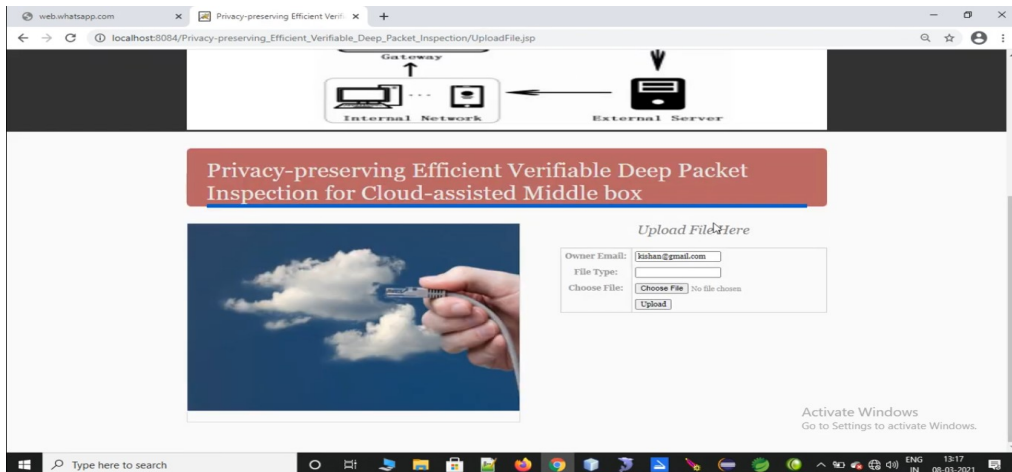 web.whatsapp.com
Privacy-preserving Efficient Verif
localhost:8084/Privacy-preserving_Efficient_Verifiable_Deep_Packet_Inspection/UploadFile.jsp
Gateway
Internal Network
External Server
Privacy-preserving Efficient Verifiable Deep Packet
Inspection for Cloud-assisted Middle box
Upload File Here
Owner Email: kishan@gmail.com
File Type:
Choose File: Choose File No file chosen
Upload
Activate Windows
Go to Settings to activate Windows.
Type here to search
ENG 13:17
IN 08-03-2021